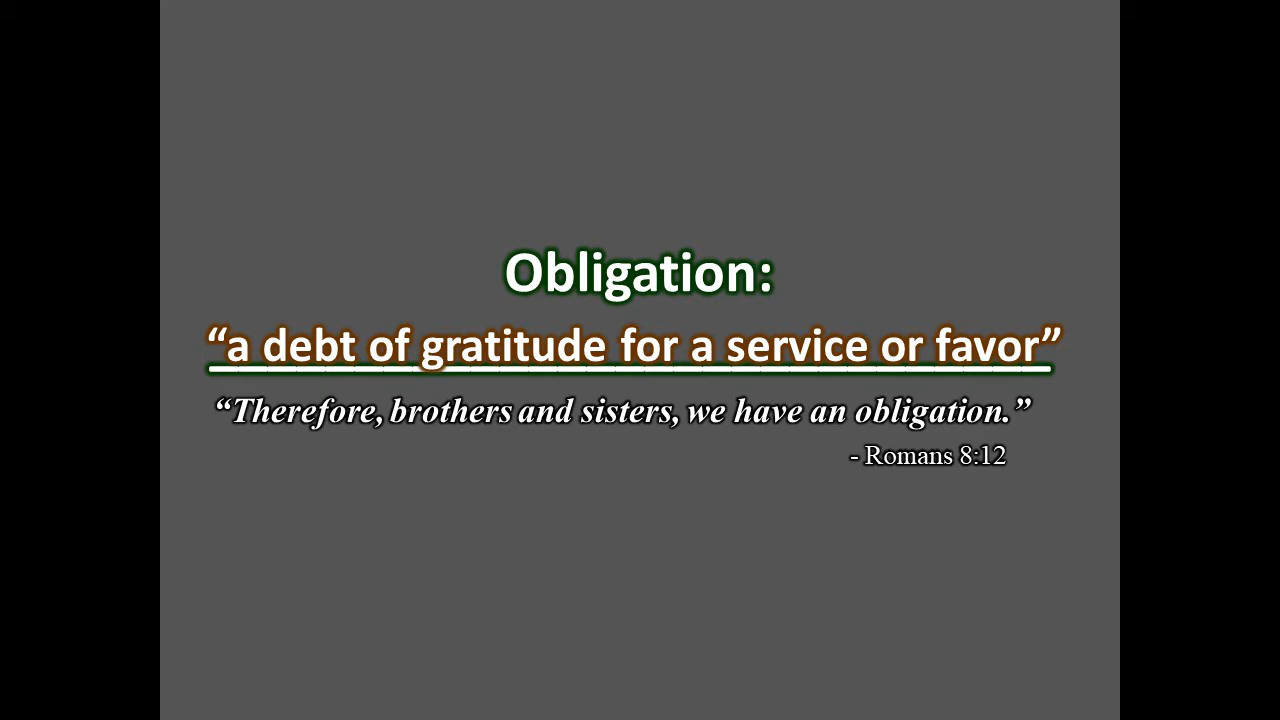 Obligation:
“a debt of gratitude for a service or favor”
“Therefore, brothers and sisters, we have an obligation.”
- Romans 8:12